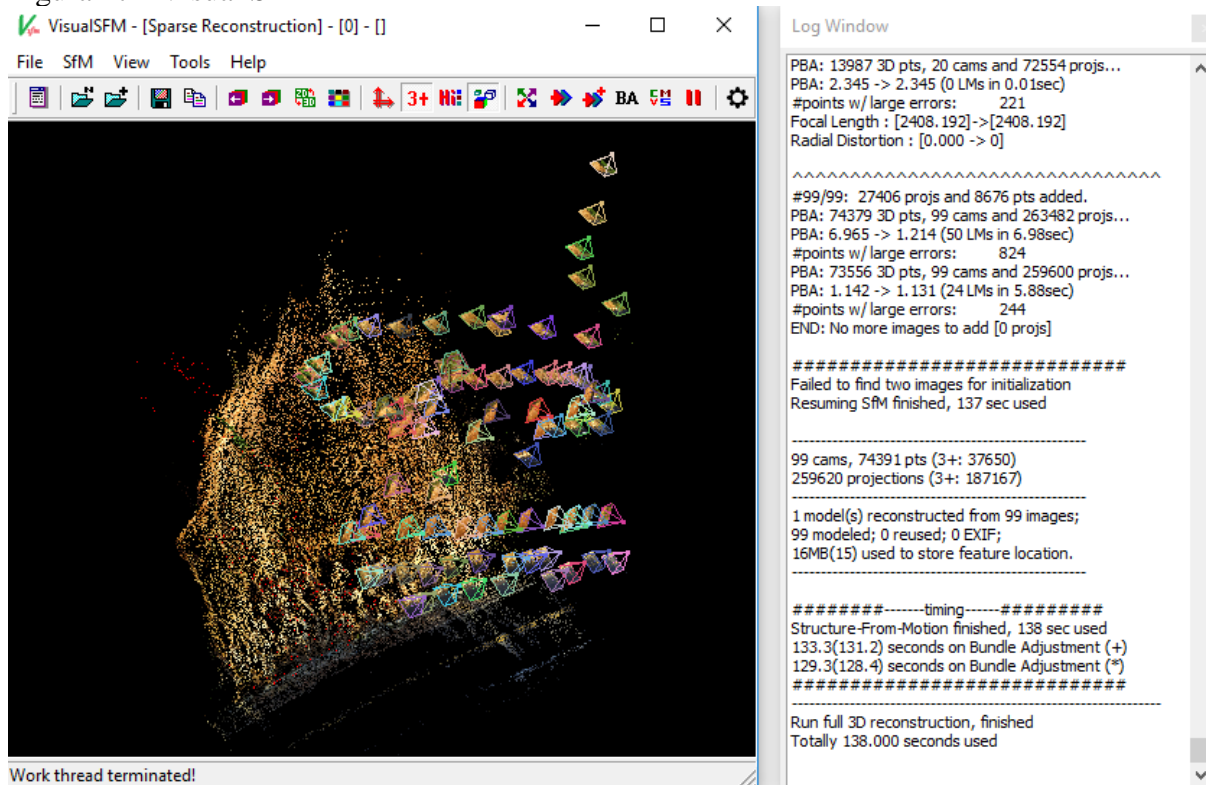 VisualSFM - [Sparse Reconstruction] - [0] - []
File SfM View Tools Help
3+ BA
Work thread terminated!
Log Window
PBA: 13987 3D pts, 20 cams and 72554 projs...
PBA: 2.345 -> 2.345 (0 LMs in 0.01sec)
#points w/ large errors: 221
Focal Length : [2408.192]->[2408.192]
Radial Distortion : [0.000 -> 0]
^^^^^^^^^^^^^^^^^^^^^^^^^^^^^^^^
#99/99: 27406 projs and 8676 pts added.
PBA: 74379 3D pts, 99 cams and 263482 projs...
PBA: 6.965 -> 1.214 (50 LMs in 6.98sec)
#points w/ large errors: 824
PBA: 73556 3D pts, 99 cams and 259600 projs...
PBA: 1.142 -> 1.131 (24 LMs in 5.88sec)
#points w/ large errors: 244
END: No more images to add [0 projs]
#############################
Failed to find two images for initialization
Resuming SfM finished, 137 sec used
----------------------------------------------------
99 cams, 74391 pts (3+: 37650)
259620 projections (3+: 187167)
----------------------------------------------------
1 model(s) reconstructed from 99 images;
99 modeled; 0 reused; 0 EXIF;
16MB(15) used to store feature location.
----------------------------------------------------
########-------timing------#########
Structure-From-Motion finished, 138 sec used
133.3(131.2) seconds on Bundle Adjustment (+)
129.3(128.4) seconds on Bundle Adjustment (*)
#############################
-----------------------------------------------------------------
Run full 3D reconstruction, finished
Totally 138.000 seconds used